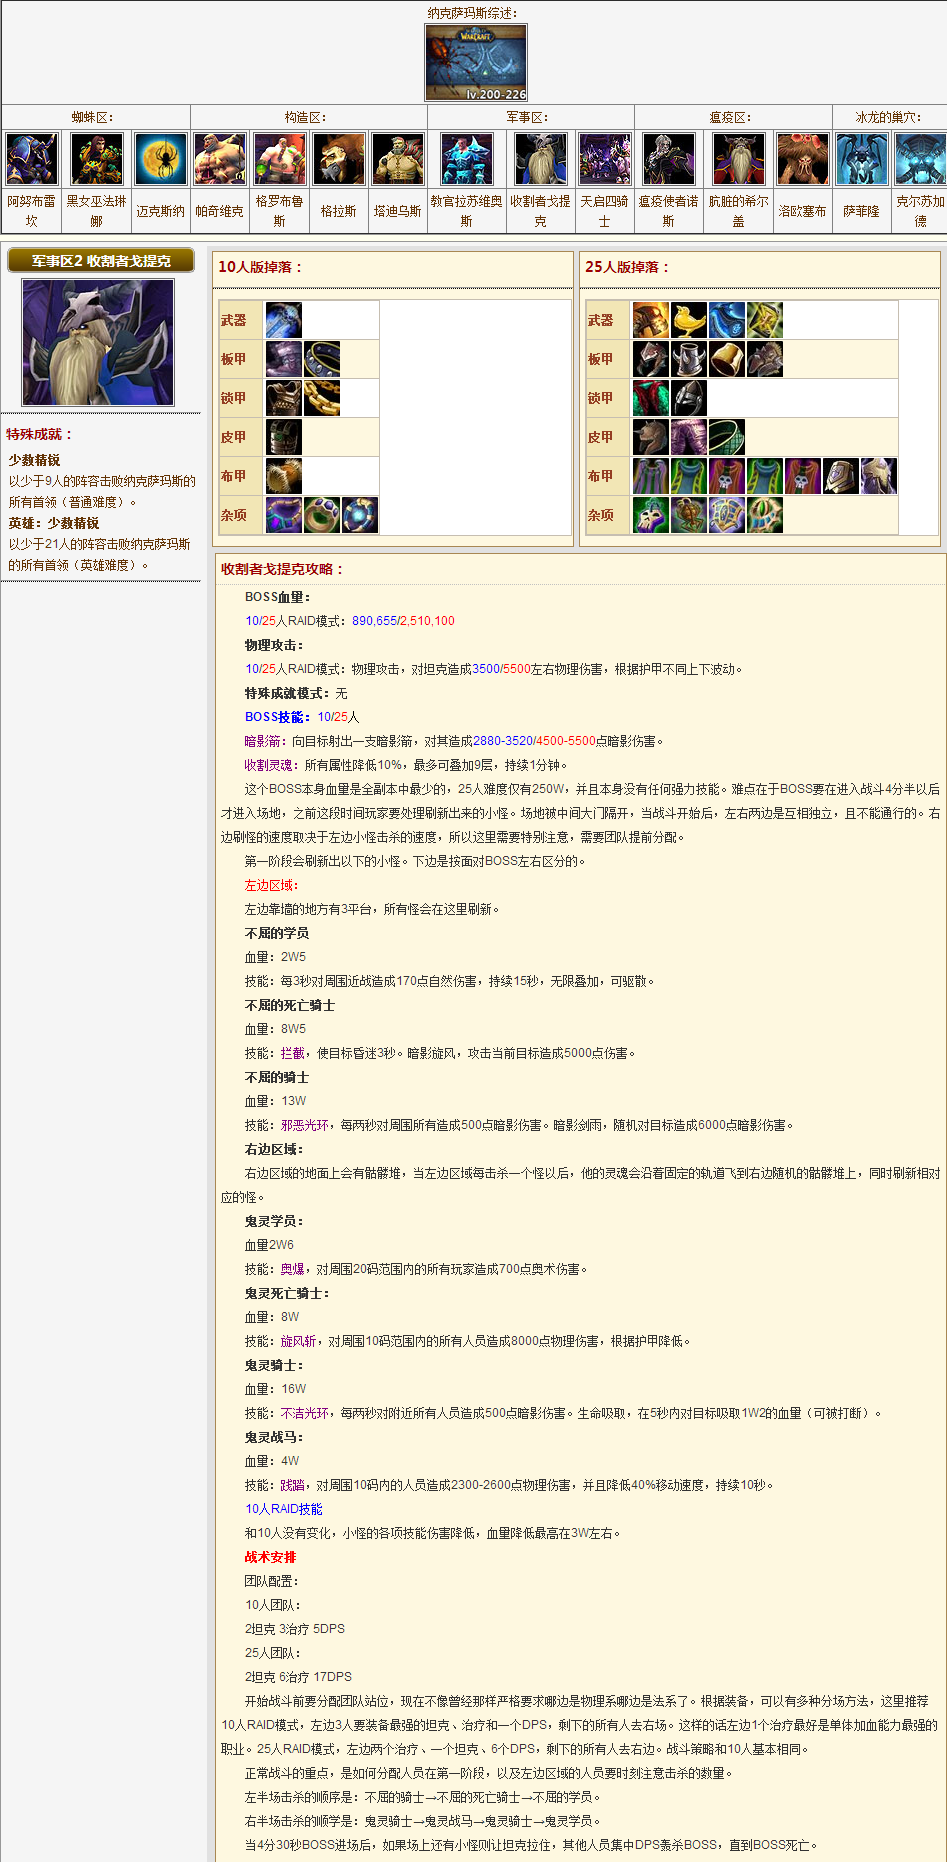 纳克萨玛斯综述：
WARCRAFT
lv.200-226
蜘蛛区： 构造区： 军事区： 瘟疫区： 冰龙的巢穴：
阿努布雷坎 黑女巫法琳娜 迈克斯纳 帕奇维克 格罗布鲁斯 格拉斯 塔迪乌斯 教官拉苏维奥斯 收割者戈提克 天启四骑士 瘟疫使者诺斯 肮脏的希尔盖 洛欧塞布 萨菲隆 克尔苏加德
军事区2 收割者戈提克
特殊成就：
少数精锐
以少于9人的阵容击败纳克萨玛斯的
所有首领（普通难度）。
英雄：少数精锐
以少于21人的阵容击败纳克萨玛斯
的所有首领（英雄难度）。
10人版掉落：
武器
板甲
锁甲
皮甲
布甲
杂项
25人版掉落：
武器
板甲
锁甲
皮甲
布甲
杂项
收割者戈提克攻略：
BOSS血量：
10/25人RAID模式：890,655/2,510,100
物理攻击：
10/25人RAID模式：物理攻击，对坦克造成3500/5500左右物理伤害，根据护甲不同上下波动。
特殊成就模式：无
BOSS技能：10/25人
暗影箭：向目标射出一支暗影箭，对其造成2880-3520/4500-5500点暗影伤害。
收割灵魂：所有属性降低10%，最多可叠加9层，持续1分钟。
这个BOSS本身血量是全副本中最少的，25人难度仅有250W，并且本身没有任何强力技能。难点在于BOSS要在进入战斗4分半以后
才进入场地，之前这段时间玩家要处理刷新出来的小怪。场地被中间大门隔开，当战斗开始后，左右两边是互相独立，且不能通行的。右
边刷怪的速度取决于左边小怪击杀的速度，所以这里需要特别注意，需要团队提前分配。
第一阶段会刷新出以下的小怪。下边是按面对BOSS左右区分的。
左边区域：
左边靠墙的地方有3平台，所有怪会在这里刷新。
不屈的学员
血量：2W5
技能：每3秒对周围近战造成170点自然伤害，持续15秒，无限叠加，可驱散。
不屈的死亡骑士
血量：8W5
技能：拦截，使目标昏迷3秒。暗影旋风，攻击当前目标造成5000点伤害。
不屈的骑士
血量：13W
技能：邪恶光环，每两秒对周围所有造成500点暗影伤害。暗影剑雨，随机对目标造成6000点暗影伤害。
右边区域：
右边区域的地面上会有骷髅堆，当左边区域每击杀一个怪以后，他的灵魂会沿着固定的轨道飞到右边随机的骷髅堆上，同时刷新相对
应的怪。
鬼灵学员：
血量2W6
技能：奥爆，对周围20码范围内的所有玩家造成700点奥术伤害。
鬼灵死亡骑士：
血量：8W
技能：旋风斩，对周围10码范围内的所有人员造成8000点物理伤害，根据护甲降低。
鬼灵骑士：
血量：16W
技能：不洁光环，每两秒对附近所有人员造成500点暗影伤害。生命吸取，在5秒内对目标吸取1W2的血量（可被打断）。
鬼灵战马：
血量：4W
技能：践踏，对周围10码内的人员造成2300-2600点物理伤害，并且降低40%移动速度，持续10秒。
10人RAID技能
和10人没有变化，小怪的各项技能伤害降低，血量降低最高在3W左右。
战术安排
团队配置：
10人团队：
2坦克 3治疗 5DPS
25人团队：
2坦克 6治疗 17DPS
开始战斗前要分配团队站位，现在不像曾经那样严格要求哪边是物理系哪边是法系了。根据装备，可以有多种分场方法，这里推荐
10人RAID模式，左边3人要装备最强的坦克、治疗和一个DPS，剩下的所有人去右场。这样的话左边1个治疗最好是单体加血能力最强的
职业。25人RAID模式，左边两个治疗、一个坦克、6个DPS，剩下的所有人去右边。战斗策略和10人基本相同。
正常战斗的重点，是如何分配人员在第一阶段，以及左边区域的人员要时刻注意击杀的数量。
左半场击杀的顺序是：不屈的骑士→不屈的死亡骑士→不屈的学员。
右半场击杀的顺学是：鬼灵骑士→鬼灵战马→鬼灵骑士→鬼灵学员。
当4分30秒BOSS进场后，如果场上还有小怪则让坦克拉住，其他人员集中DPS轰杀BOSS，直到BOSS死亡。